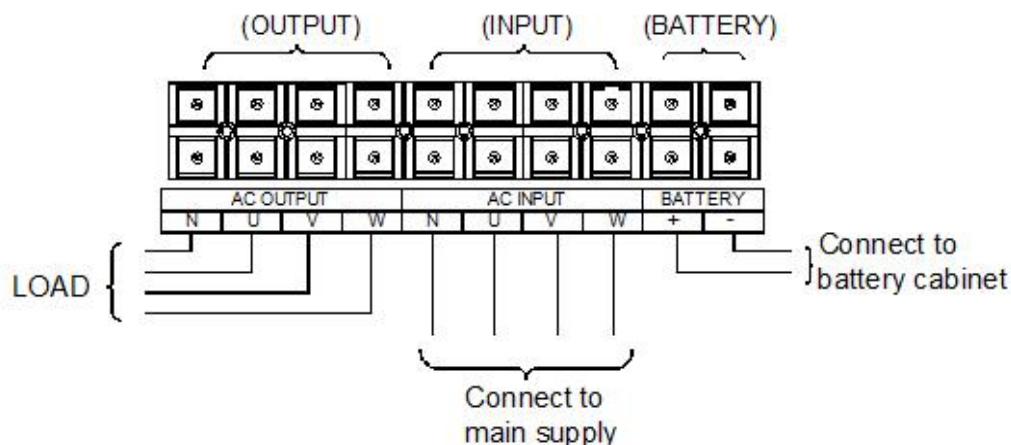 (OUTPUT) (INPUT) (BATTERY)
AC OUTPUT AC INPUT BATTERY
N U V W N U V W + -
LOAD
Connect to
battery cabinet
Connect to
main supply